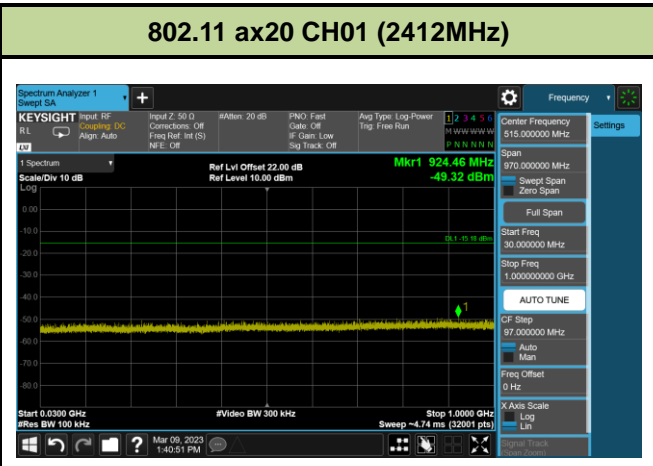 802.11 ax20 CH01 (2412MHz)
Spectrum Analyzer 1
Swept SA
+
Frequency
KEYSIGHT
RL
LXI
Input: RF
Coupling: DC
Align: Auto
Input Z: 50 Ω
Corrections: Off
Freq Ref: Int (S)
NFE: Off
#Atten: 20 dB
PNO: Fast
Gate: Off
IF Gain: Low
Sig Track: Off
Avg Type: Log-Power
Trig: Free Run
1 2 3 4 5 6
M W W W W W
P N N N N N
1 Spectrum
Scale/Div 10 dB
Log
Ref Lvl Offset 22.00 dB
Ref Level 10.00 dBm
Mkr1 924.46 MHz
-49.32 dBm
0.00
-10.0
-20.0
-30.0
-40.0
-50.0
-60.0
-70.0
-80.0
DL1 -15.18 dBm
1
Start 0.0300 GHz
#Res BW 100 kHz
#Video BW 300 kHz
Stop 1.0000 GHz
Sweep ~4.74 ms (32001 pts)
Center Frequency
515.000000 MHz
Settings
Span
970.000000 MHz
Swept Span
Zero Span
Full Span
Start Freq
30.000000 MHz
Stop Freq
1.000000000 GHz
AUTO TUNE
CF Step
97.000000 MHz
Auto
Man
Freq Offset
0 Hz
X Axis Scale
Log
Lin
Signal Track
(Span Zoom)
?
Mar 09, 2023
1:40:51 PM